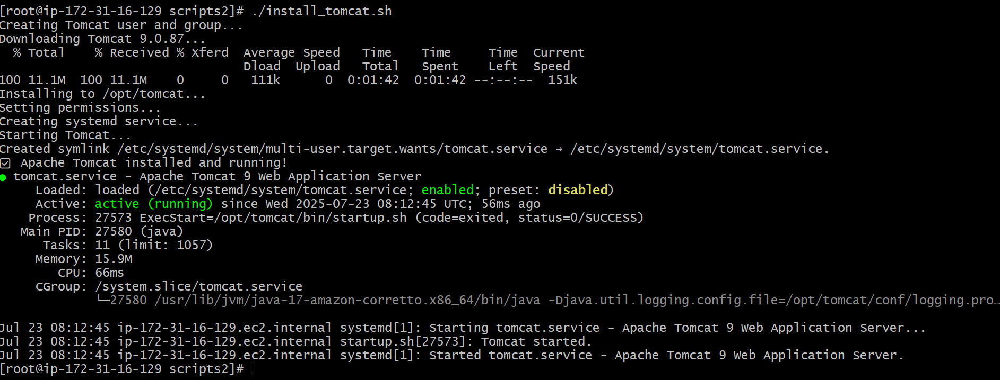 [root@ip-172-31-16-129 scripts2]# ./install_tomcat.sh
Creating Tomcat user and group...
Downloading Tomcat 9.0.87...
  % Total    % Received % Xferd  Average Speed   Time    Time     Time  Current
                                 Dload  Upload   Total   Spent    Left  Speed
100 11.1M  100 11.1M    0     0   111k      0  0:01:42  0:01:42 --:--:--  151k
Installing to /opt/tomcat...
Setting permissions...
Creating systemd service...
Starting Tomcat...
Created symlink /etc/systemd/system/multi-user.target.wants/tomcat.service → /etc/systemd/system/tomcat.service.
☑ Apache Tomcat installed and running!
● tomcat.service - Apache Tomcat 9 Web Application Server
     Loaded: loaded (/etc/systemd/system/tomcat.service; enabled; preset: disabled)
     Active: active (running) since Wed 2025-07-23 08:12:45 UTC; 56ms ago
    Process: 27573 ExecStart=/opt/tomcat/bin/startup.sh (code=exited, status=0/SUCCESS)
   Main PID: 27580 (java)
      Tasks: 11 (limit: 1057)
     Memory: 15.9M
        CPU: 66ms
     CGroup: /system.slice/tomcat.service
             └─27580 /usr/lib/jvm/java-17-amazon-corretto.x86_64/bin/java -Djava.util.logging.config.file=/opt/tomcat/conf/logging.pro…
Jul 23 08:12:45 ip-172-31-16-129.ec2.internal systemd[1]: Starting tomcat.service - Apache Tomcat 9 Web Application Server...
Jul 23 08:12:45 ip-172-31-16-129.ec2.internal startup.sh[27573]: Tomcat started.
Jul 23 08:12:45 ip-172-31-16-129.ec2.internal systemd[1]: Started tomcat.service - Apache Tomcat 9 Web Application Server.
[root@ip-172-31-16-129 scripts2]#